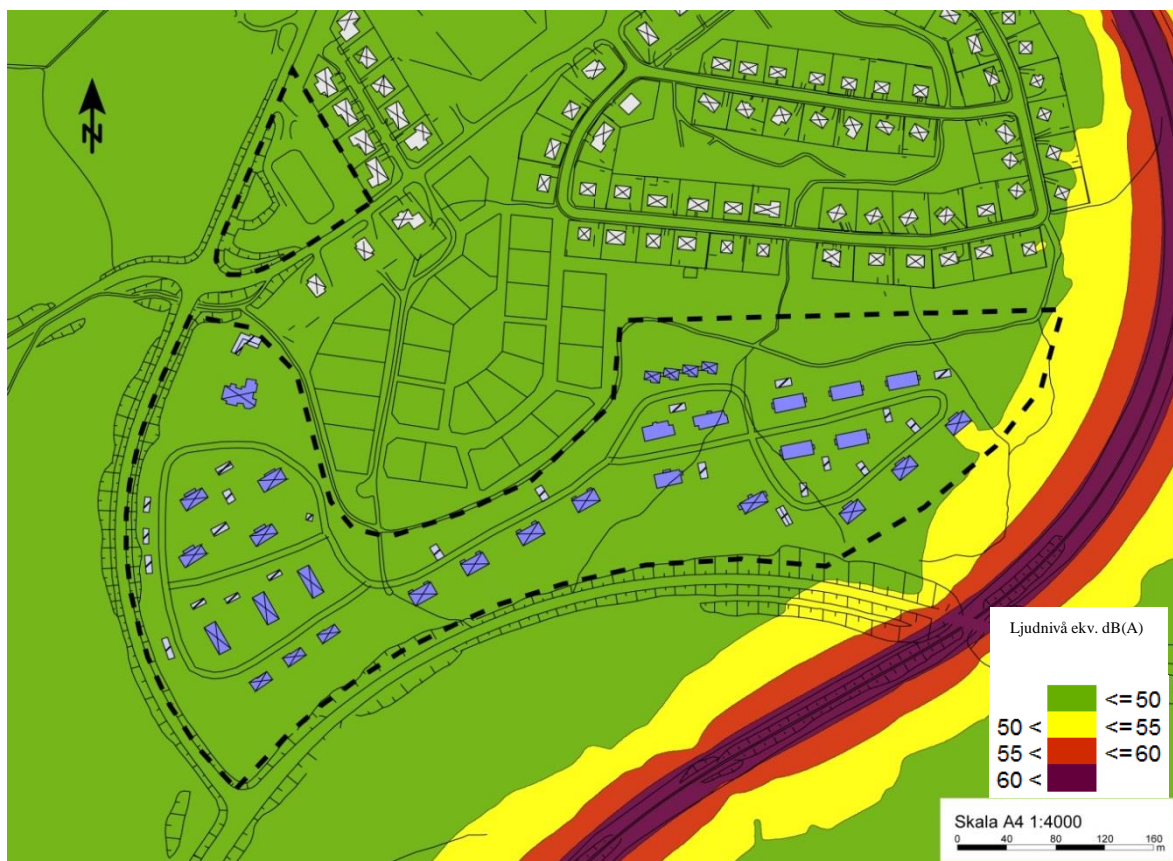 N
Ljudnivå ekv. dB(A)
<= 50
50 < <= 55
55 < <= 60
60 <
Skala A4 1:4000
0 40 80 120 160
m